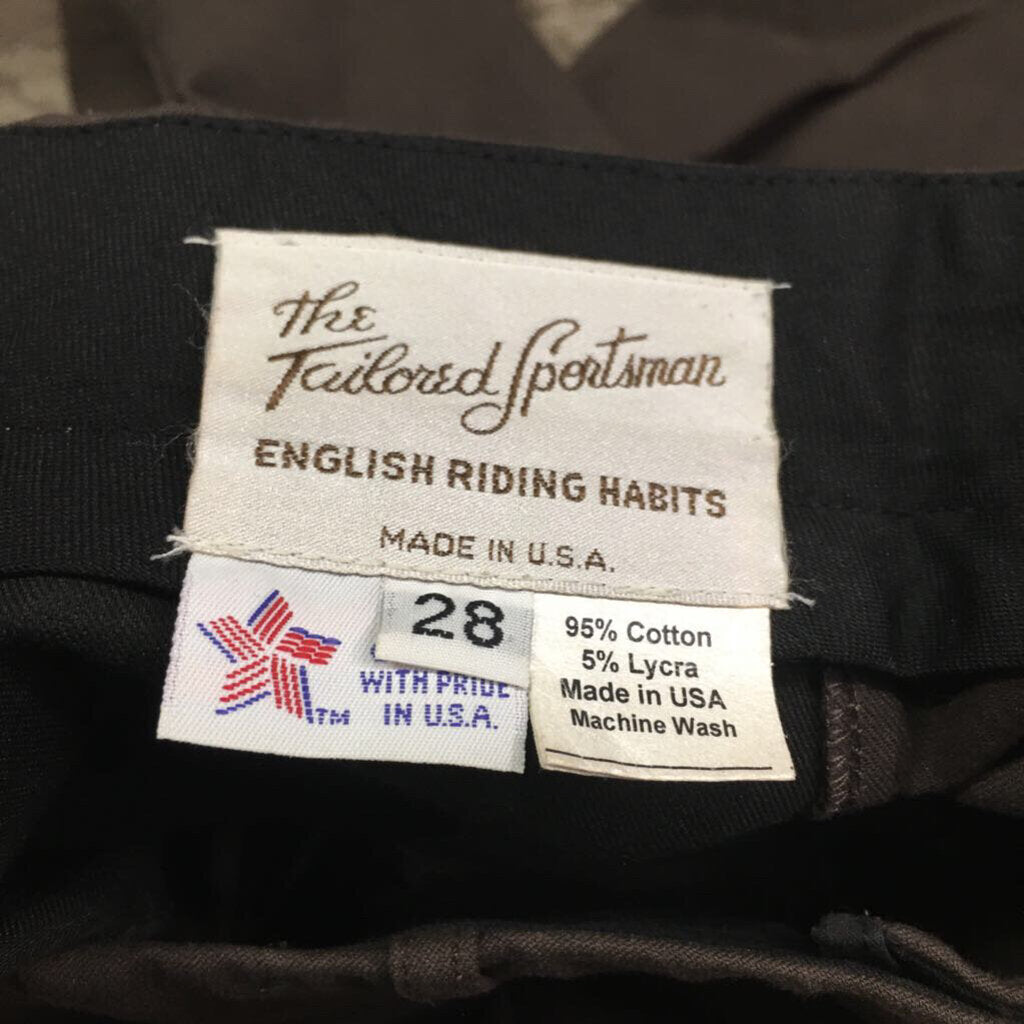 The
Tailored Sportsman
ENGLISH RIDING HABITS
MADE IN U.S.A.
28
WITH PRIDE
TM IN U.S.A.
95% Cotton
5% Lycra
Made in USA
Machine Wash